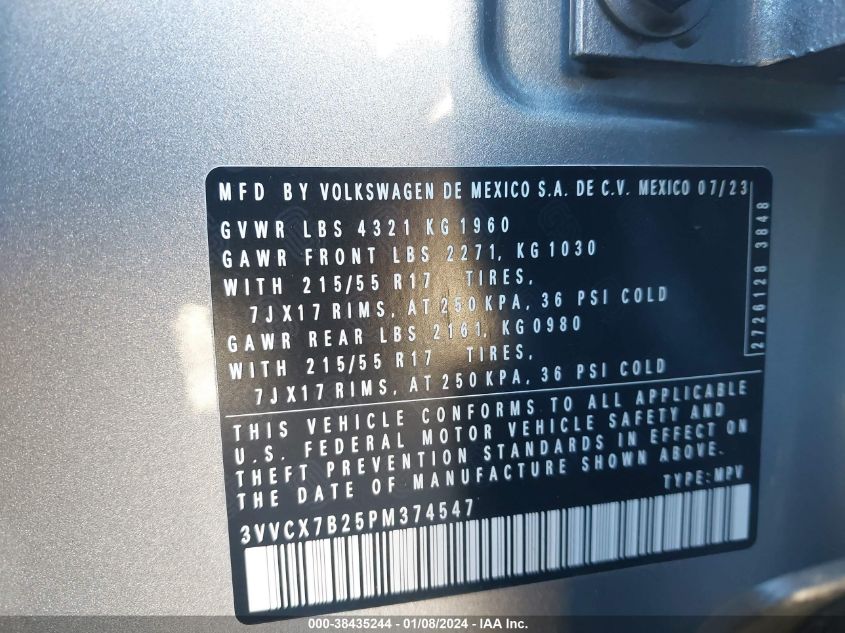 MFD BY VOLKSWAGEN DE MEXICO S.A. DE C.V. MEXICO 07/23
GVWR LBS 4321 KG 1960
GAWR FRONT LBS 2271, KG 1030
WITH 215/55 R17 TIRES,
7JX17 RIMS, AT 250 KPA, 36 PSI COLD
GAWR REAR LBS 2161, KG 0980
WITH 215/55 R17 TIRES,
7JX17 RIMS, AT 250 KPA, 36 PSI COLD
2726128 3848
THIS VEHICLE CONFORMS TO ALL APPLICABLE
U.S. FEDERAL MOTOR VEHICLE SAFETY AND
THEFT PREVENTION STANDARDS IN EFFECT ON
THE DATE OF MANUFACTURE SHOWN ABOVE.
TYPE: MPV
3VVCX7B25PM374547
000-38435244 - 01/08/2024 - IAA Inc.